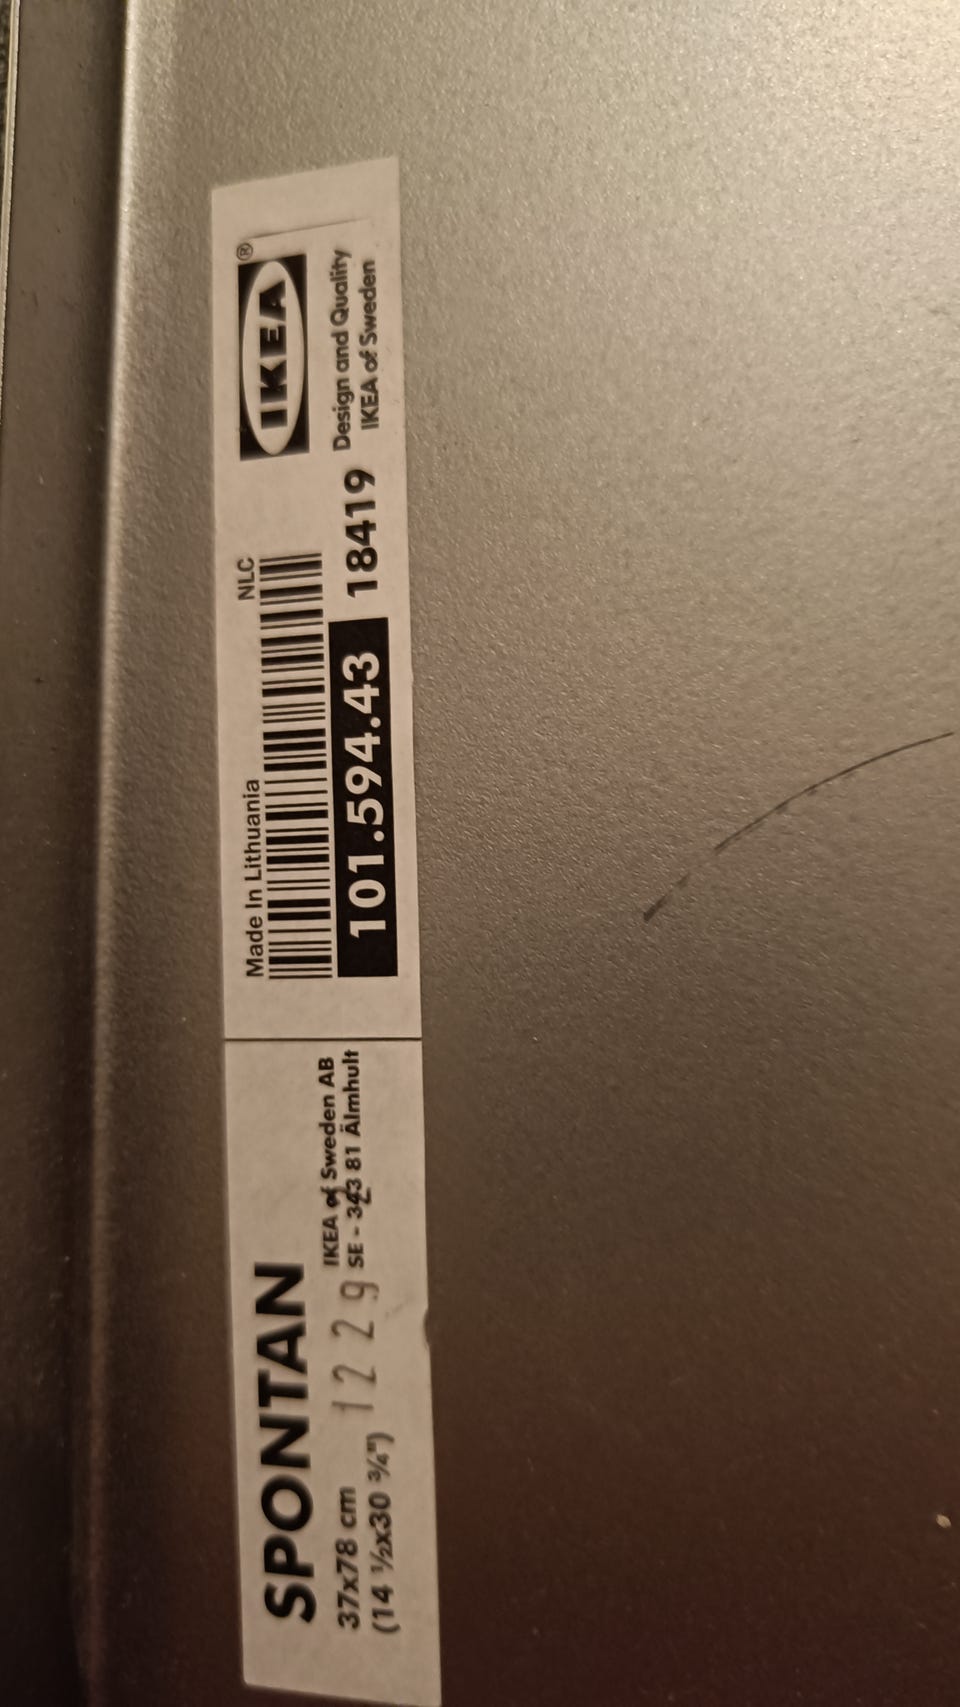 SPONTAN
37x78 cm
(14 ½x30 ¾")
1229
IKEA of Sweden AB
SE - 343 81 Älmhult
Made In Lithuania
NLC
101.594.43
18419
IKEA®
Design and Quality
IKEA of Sweden